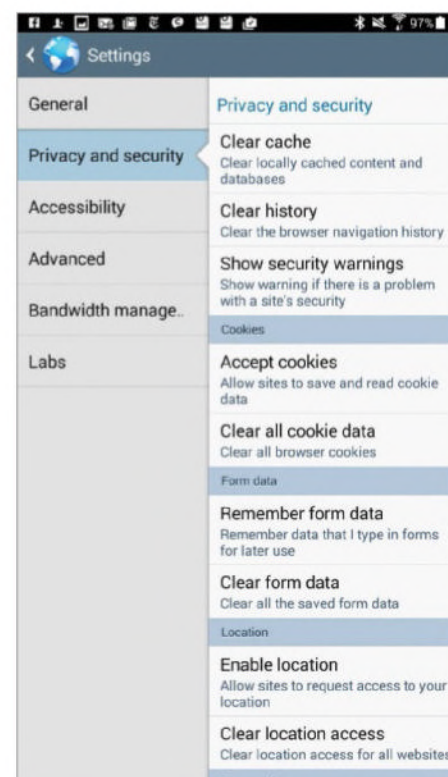 97%
Settings
General
Privacy and security
Accessibility
Advanced
Bandwidth manage..
Labs
Privacy and security
Clear cache
Clear locally cached content and
databases
Clear history
Clear the browser navigation history
Show security warnings
Show warning if there is a problem
with a site's security
Cookies
Accept cookies
Allow sites to save and read cookie
data
Clear all cookie data
Clear all browser cookies
Form data
Remember form data
Remember data that I type in forms
for later use
Clear form data
Clear all the saved form data
Location
Enable location
Allow sites to request access to your
location
Clear location access
Clear location access for all websites